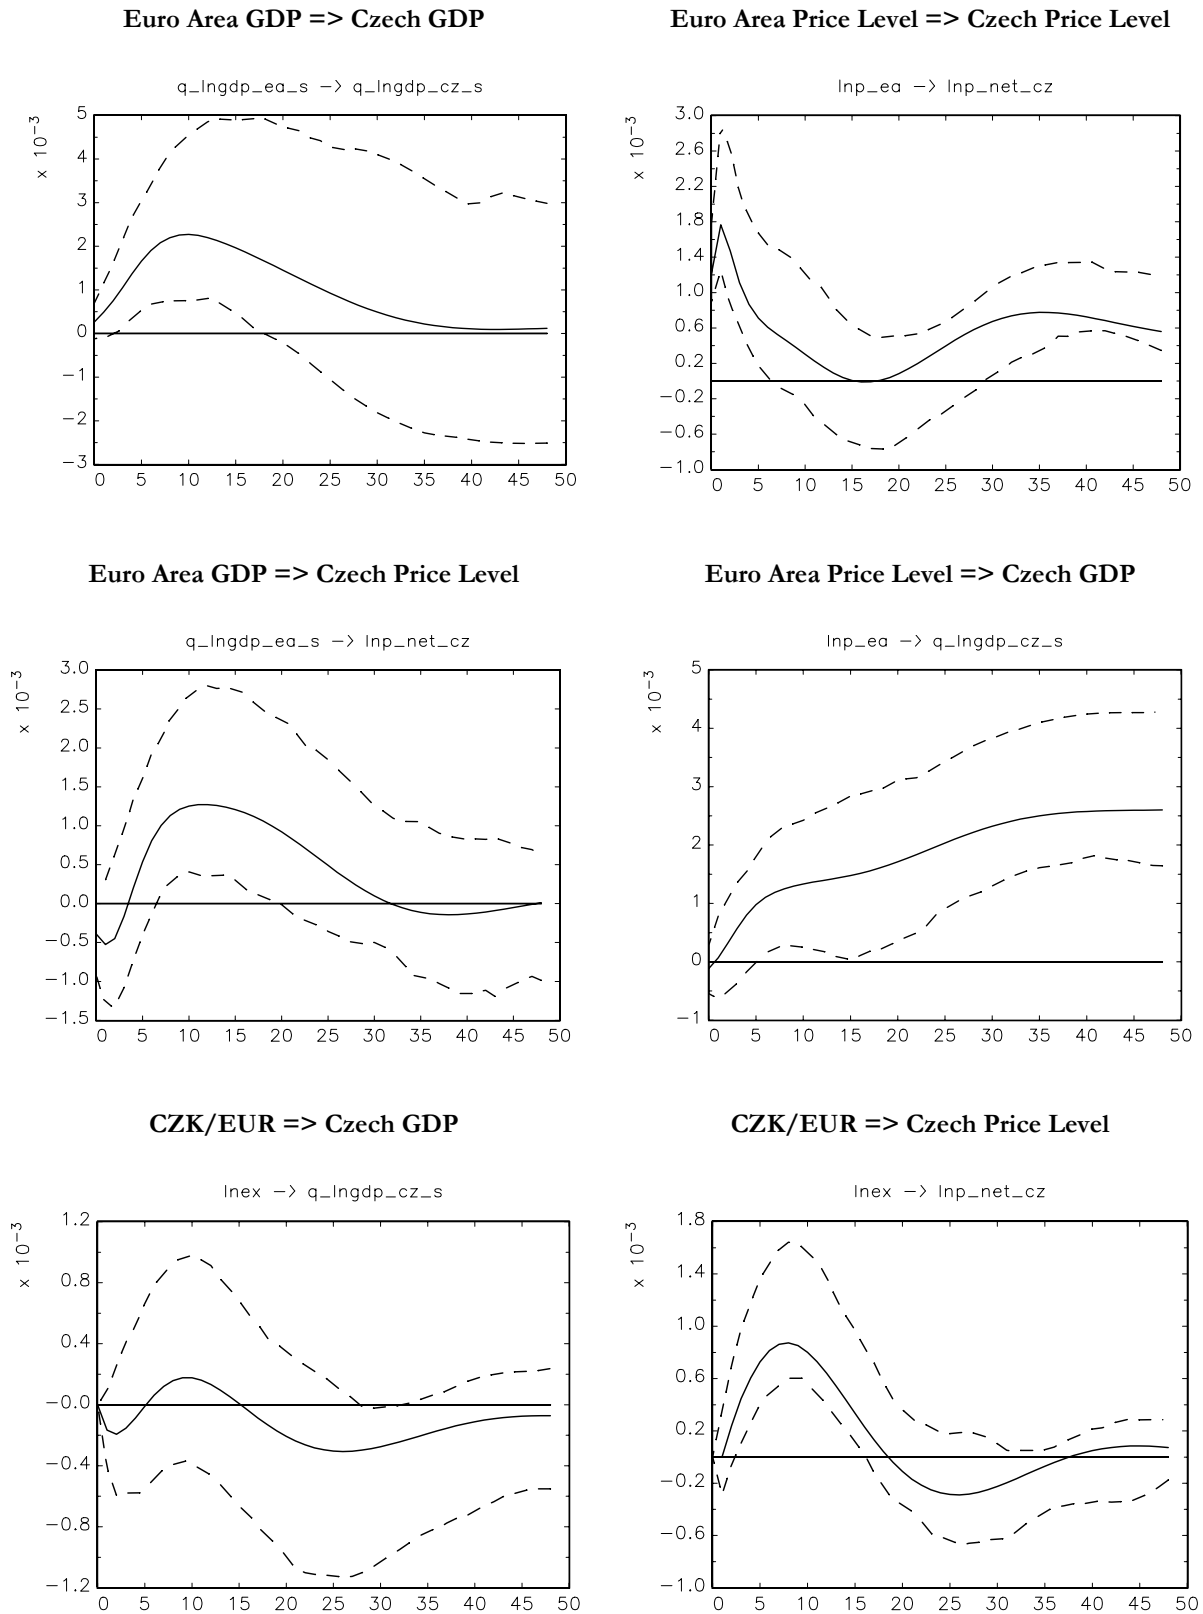 Euro Area GDP => Czech GDP
q_lngdp_ea_s -> q_lngdp_cz_s
x 10⁻³
5
4
3
2
1
0
-1
-2
-3
0 5 10 15 20 25 30 35 40 45 50
Euro Area Price Level => Czech Price Level
lnp_ea -> lnp_net_cz
x 10⁻³
3.0
2.6
2.2
1.8
1.4
1.0
0.6
0.2
-0.2
-0.6
-1.0
0 5 10 15 20 25 30 35 40 45 50
Euro Area GDP => Czech Price Level
q_lngdp_ea_s -> lnp_net_cz
x 10⁻³
3.0
2.5
2.0
1.5
1.0
0.5
0.0
-0.5
-1.0
-1.5
0 5 10 15 20 25 30 35 40 45 50
Euro Area Price Level => Czech GDP
lnp_ea -> q_lngdp_cz_s
x 10⁻³
5
4
3
2
1
0
-1
0 5 10 15 20 25 30 35 40 45 50
CZK/EUR => Czech GDP
lnex -> q_lngdp_cz_s
x 10⁻³
1.2
0.8
0.4
-0.0
-0.4
-0.8
-1.2
0 5 10 15 20 25 30 35 40 45 50
CZK/EUR => Czech Price Level
lnex -> lnp_net_cz
x 10⁻³
1.8
1.4
1.0
0.6
0.2
-0.2
-0.6
-1.0
0 5 10 15 20 25 30 35 40 45 50